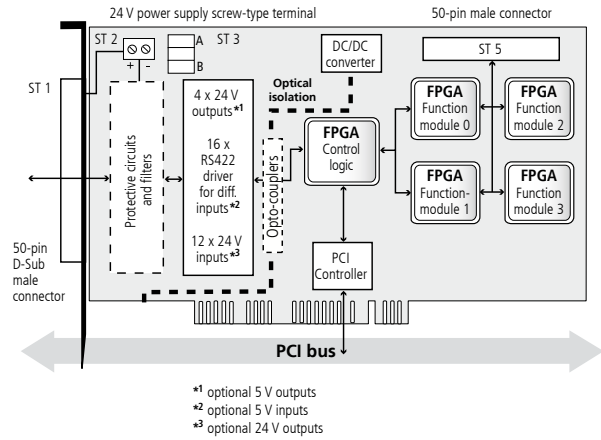 24 V power supply screw-type terminal
50-pin male connector
ST 2
A
B
ST 3
+ -
ST 1
DC/DC
converter
ST 5
Optical
isolation
Protective circuits
and filters
4 x 24 V
outputs*1
16 x
RS422
driver
for diff.
inputs*2
12 x 24 V
inputs*3
Opto-couplers
FPGA
Control
logic
FPGA
Function
module 0
FPGA
Function
module 2
FPGA
Function-
module 1
FPGA
Function
module 3
PCI
Controller
50-pin
D-Sub
male
connector
PCI bus
*1 optional 5 V outputs
*2 optional 5 V inputs
*3 optional 24 V outputs